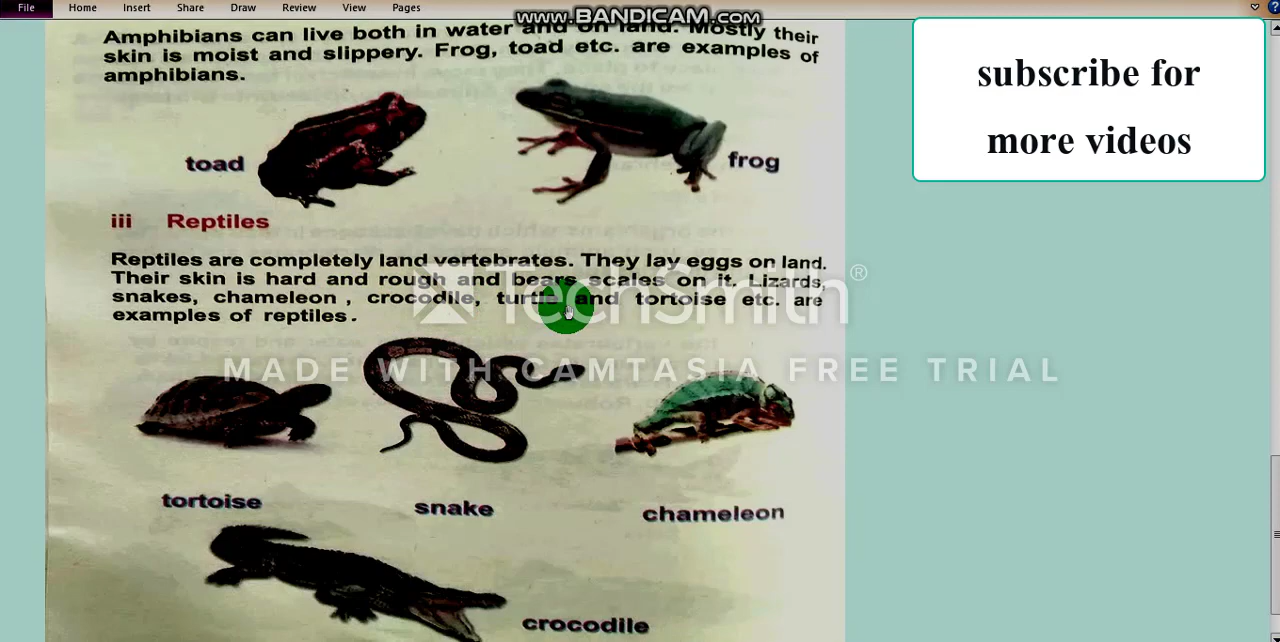 File Home Insert Share Draw Review View Pages
www.BANDICAM.com
Amphibians can live both in water and on land. Mostly their
skin is moist and slippery. Frog, toad etc. are examples of
amphibians.
subscribe for
more videos
toad
frog
iii Reptiles
Reptiles are completely land vertebrates. They lay eggs on land.
Their skin is hard and rough and bears scales on it. Lizards,
snakes, chameleon , crocodile, turtle and tortoise etc. are
examples of reptiles.
TechSmith®
MADE WITH CAMTASIA FREE TRIAL
tortoise
snake
chameleon
crocodile